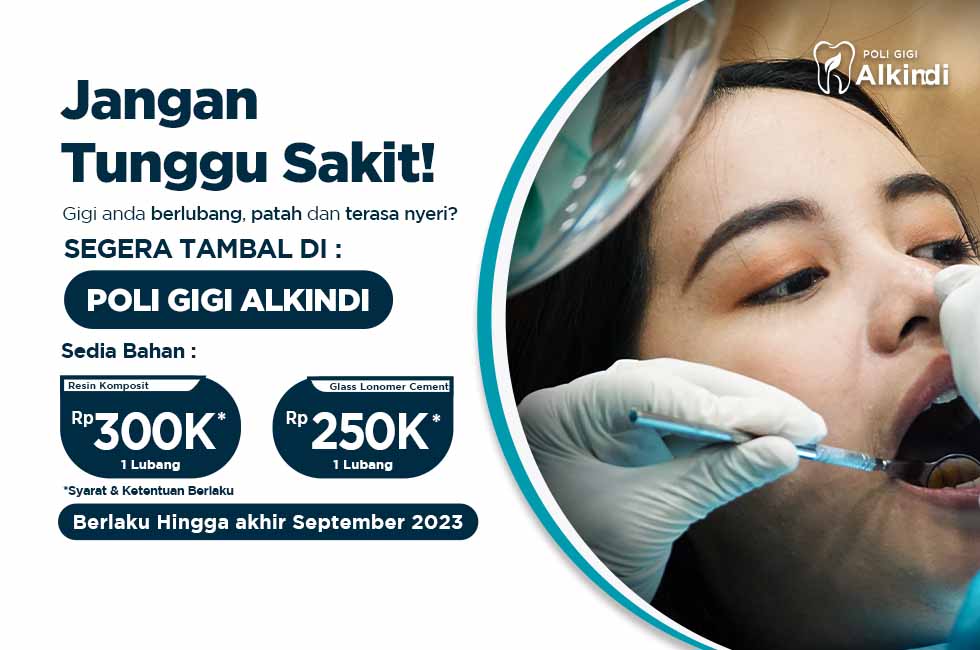 POLI GIGI
Alkindi
Jangan
Tunggu Sakit!
Gigi anda berlubang, patah dan terasa nyeri?
SEGERA TAMBAL DI :
POLI GIGI ALKINDI
Sedia Bahan :
Resin Komposit
Rp300K*
1 Lubang
Glass Lonomer Cement
Rp 250K*
1 Lubang
*Syarat & Ketentuan Berlaku
Berlaku Hingga akhir September 2023